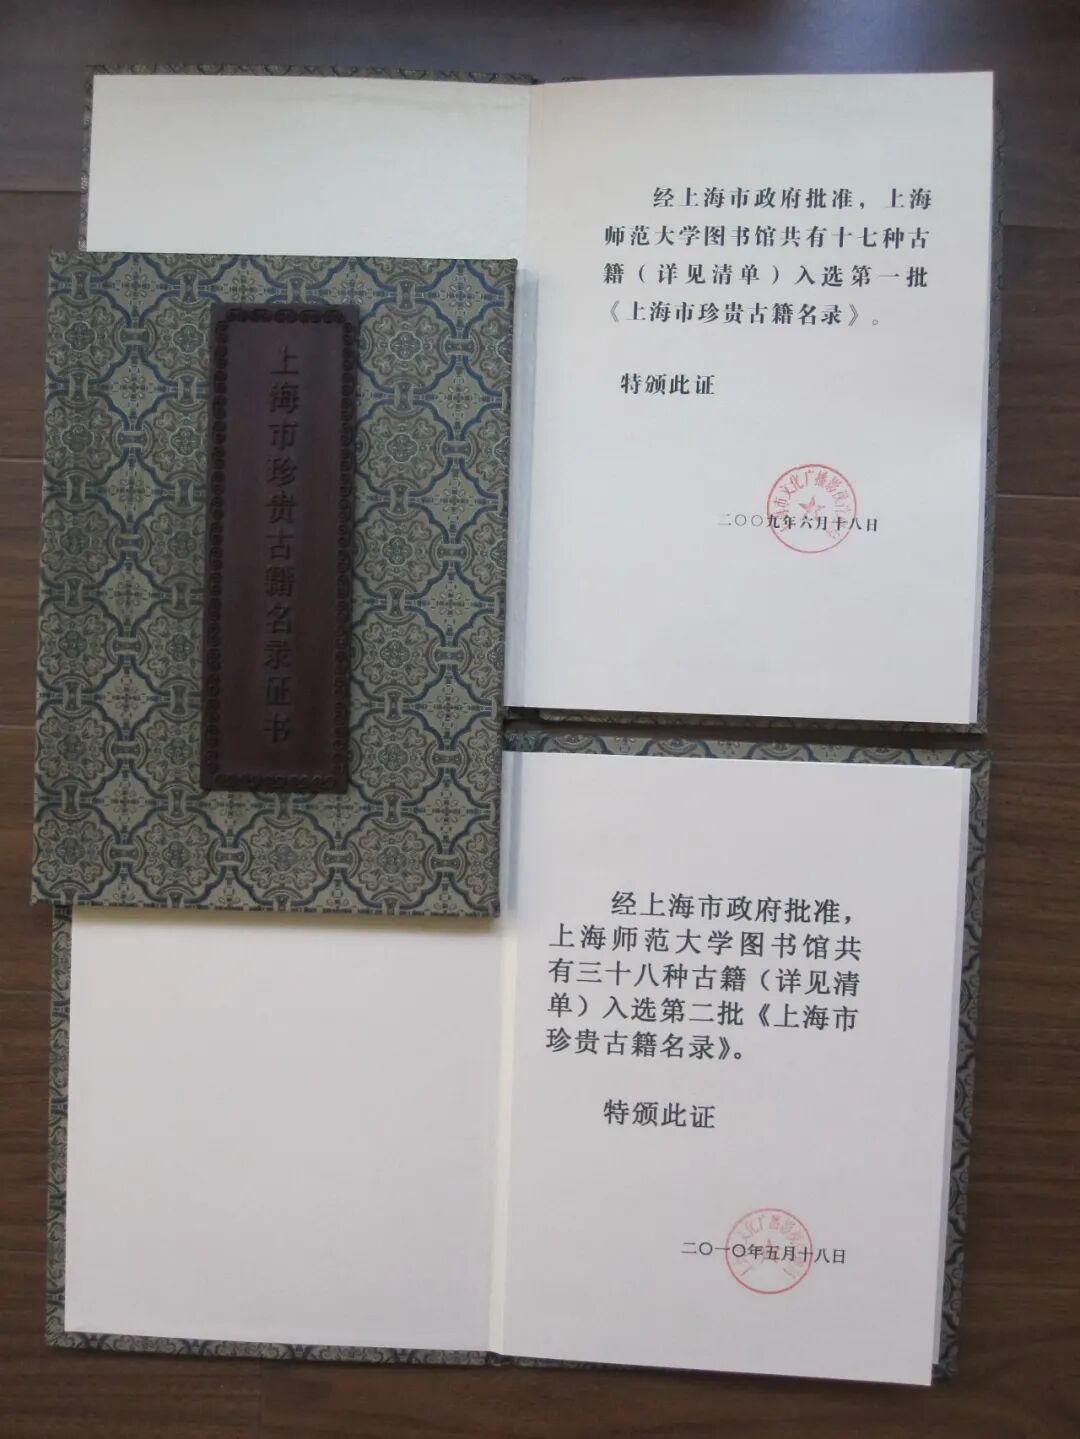 经上海市政府批准，上海
师范大学图书馆共有十七种古
籍（详见清单）入选第一批
《上海市珍贵古籍名录》。
特颁此证
二〇〇九年六月十八日
上海市珍贵古籍名录证书
经上海市政府批准，
上海师范大学图书馆共
有三十八种古籍（详见清
单）入选第二批《上海市
珍贵古籍名录》。
特颁此证
二〇一〇年五月十八日